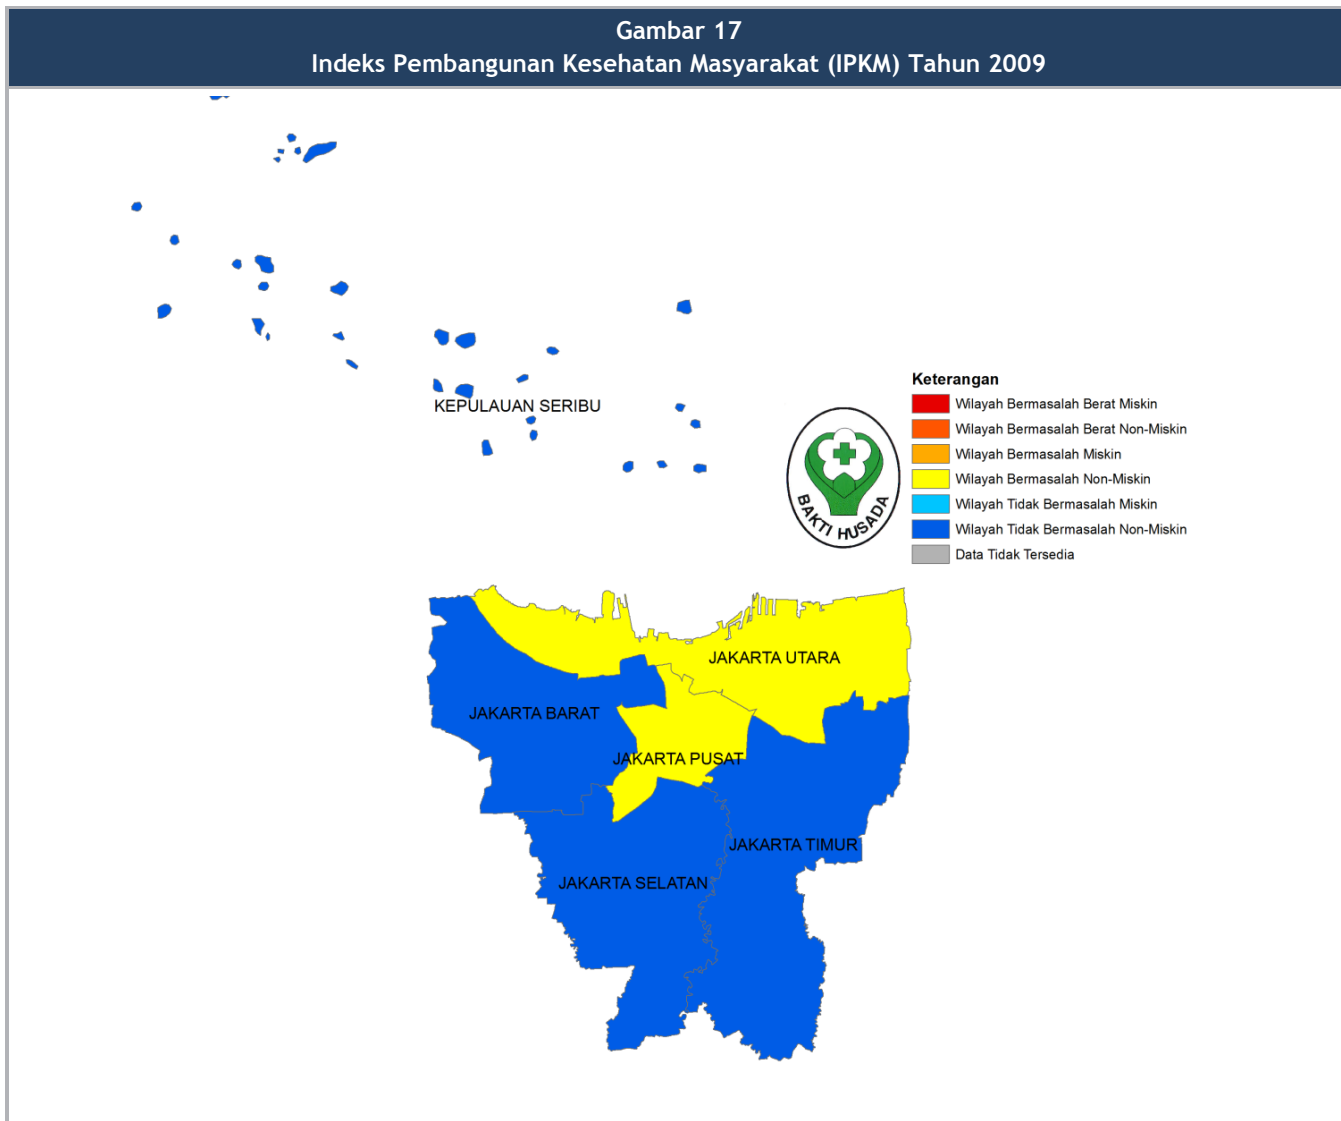 Gambar 17
Indeks Pembangunan Kesehatan Masyarakat (IPKM) Tahun 2009
KEPULAUAN SERIBU
Keterangan
Wilayah Bermasalah Berat Miskin
Wilayah Bermasalah Berat Non-Miskin
Wilayah Bermasalah Miskin
Wilayah Bermasalah Non-Miskin
Wilayah Tidak Bermasalah Miskin
Wilayah Tidak Bermasalah Non-Miskin
Data Tidak Tersedia
BAKTI HUSADA
JAKARTA UTARA
JAKARTA BARAT
JAKARTA PUSAT
JAKARTA TIMUR
JAKARTA SELATAN